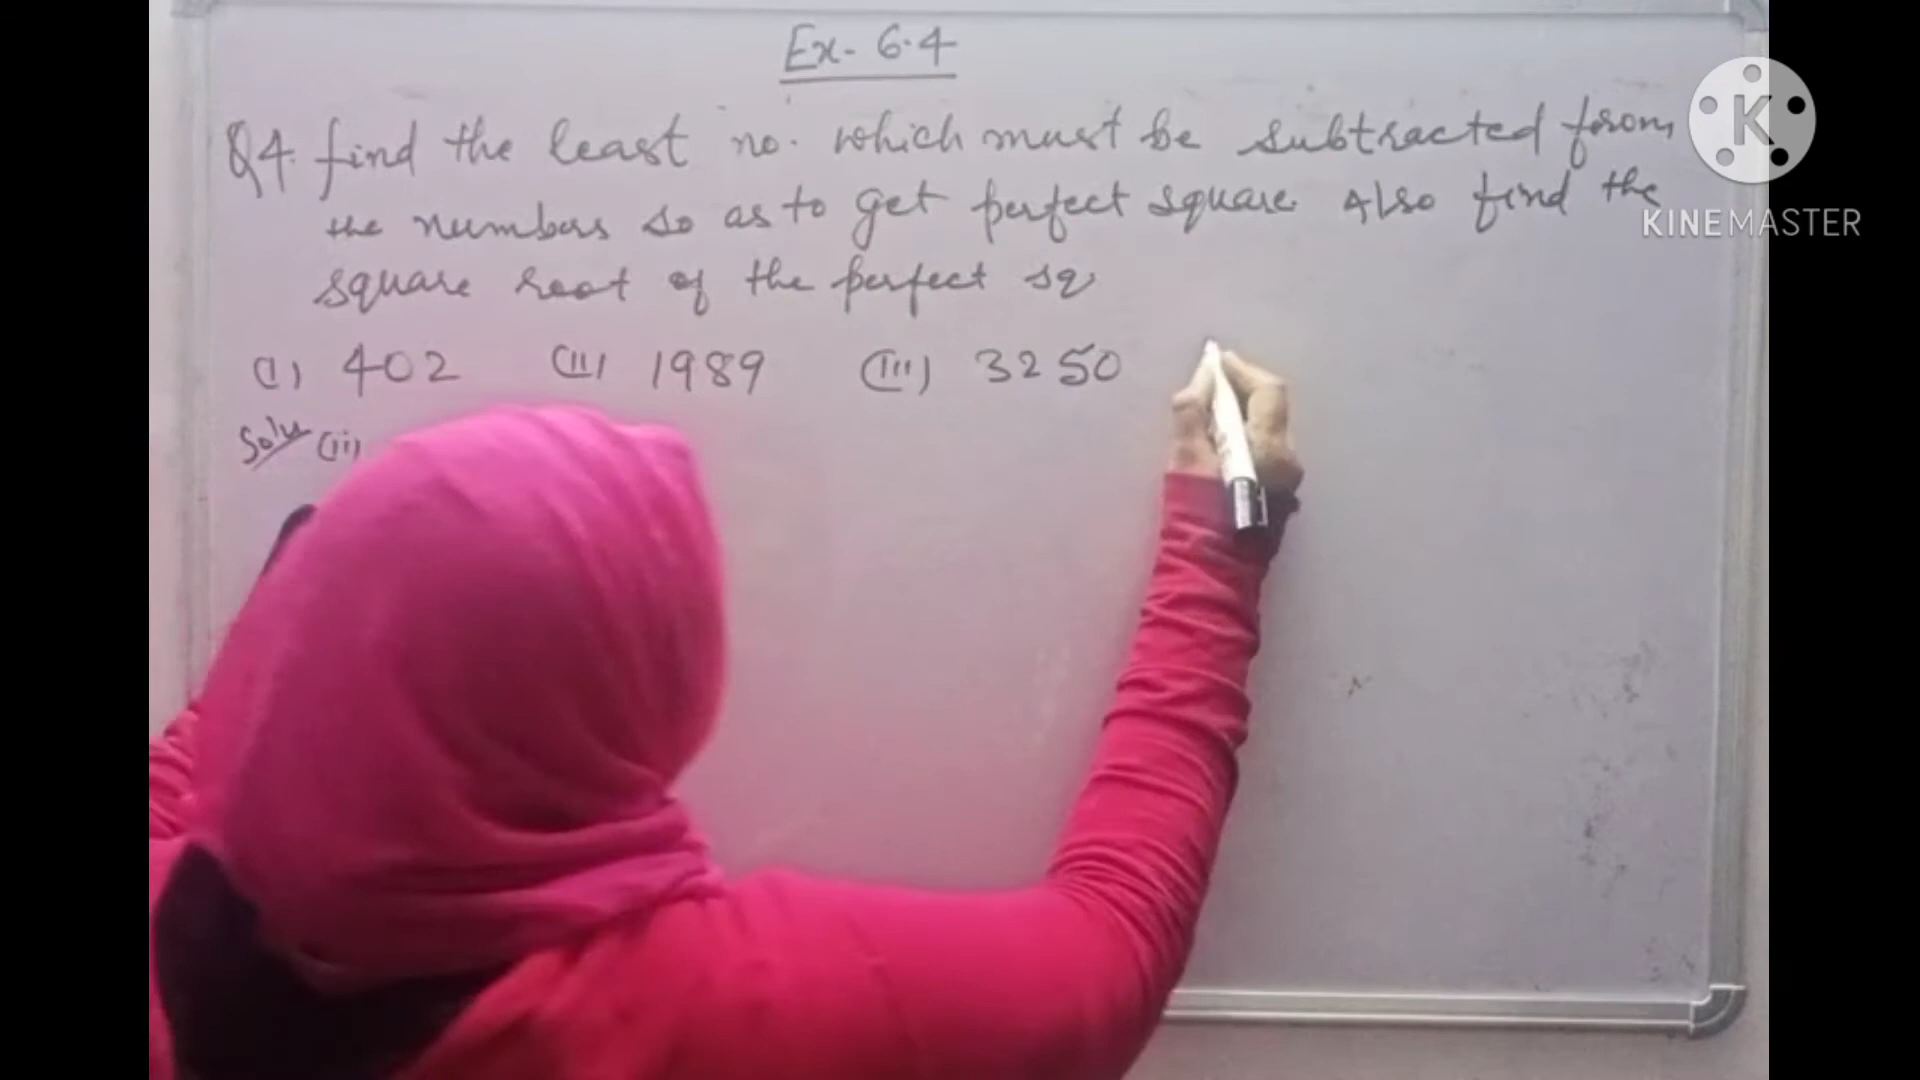 Ex- 6.4
Q4. find the least no. which must be subtracted from
the numbers so as to get perfect square. Also find the
square root of the perfect sq
(i) 402 (ii) 1989 (iii) 3250
Solu (ii)
K
KINEMASTER